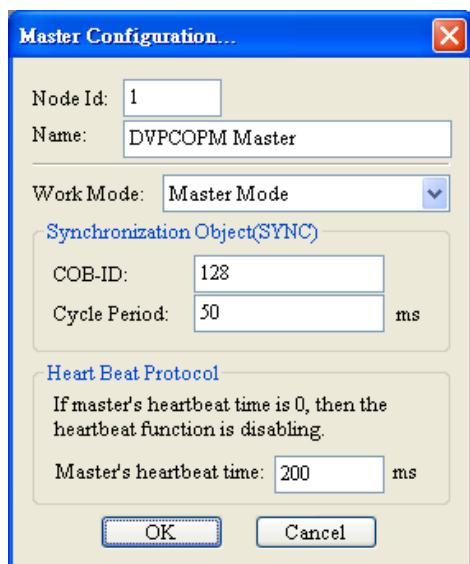 Master Configuration...
Node Id: 1
Name: DVPCOPM Master
Work Mode: Master Mode
Synchronization Object(SYNC)
COB-ID: 128
Cycle Period: 50 ms
Heart Beat Protocol
If master's heartbeat time is 0, then the
heartbeat function is disabling.
Master's heartbeat time: 200 ms
OK Cancel